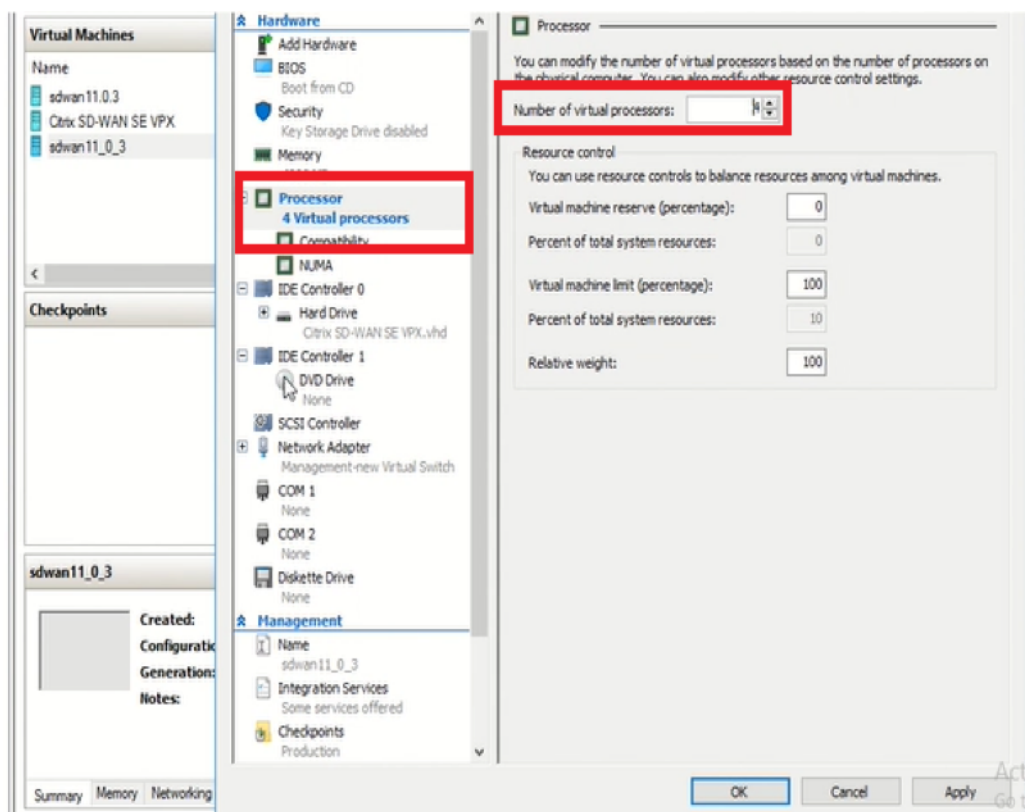 Virtual Machines
Name
sdwan11.0.3
Citrix SD-WAN SE VPX
sdwan11_0_3
Checkpoints
sdwan11_0_3
Created:
Configuratic
Generation:
Notes:
Summary Memory Networking
Hardware
Add Hardware
BIOS
Boot from CD
Security
Key Storage Drive disabled
Memory
Processor
4 Virtual processors
Compatibility
NUMA
IDE Controller 0
Hard Drive
Citrix SD-WAN SE VPX.vhd
IDE Controller 1
DVD Drive
None
SCSI Controller
Network Adapter
Management-new Virtual Switch
COM 1
None
COM 2
None
Diskette Drive
None
Management
Name
sdwan11_0_3
Integration Services
Some services offered
Checkpoints
Production
Processor
You can modify the number of virtual processors based on the number of processors on
the physical computer. You can also modify other resource control settings.
Number of virtual processors: 4
Resource control
You can use resource controls to balance resources among virtual machines.
Virtual machine reserve (percentage): 0
Percent of total system resources: 0
Virtual machine limit (percentage): 100
Percent of total system resources: 10
Relative weight: 100
OK Cancel Apply
Act
Go t